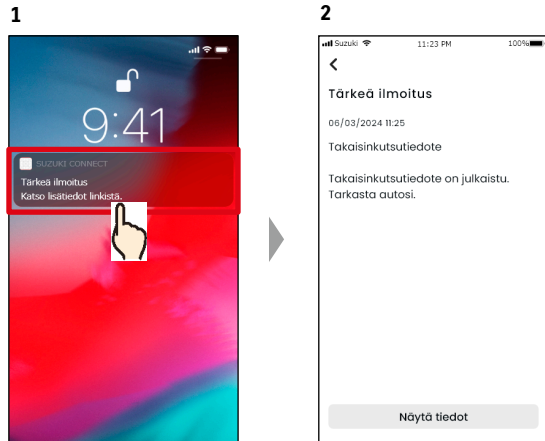 1
2
9:41
SUZUKI CONNECT
Tärkeä ilmoitus
Katso lisätiedot linkistä.
Suzuki 11:23 PM 100%
Tärkeä ilmoitus
06/03/2024 11:25
Takaisinkutsutiedote
Takaisinkutsutiedote on julkaistu.
Tarkasta autosi.
Näytä tiedot